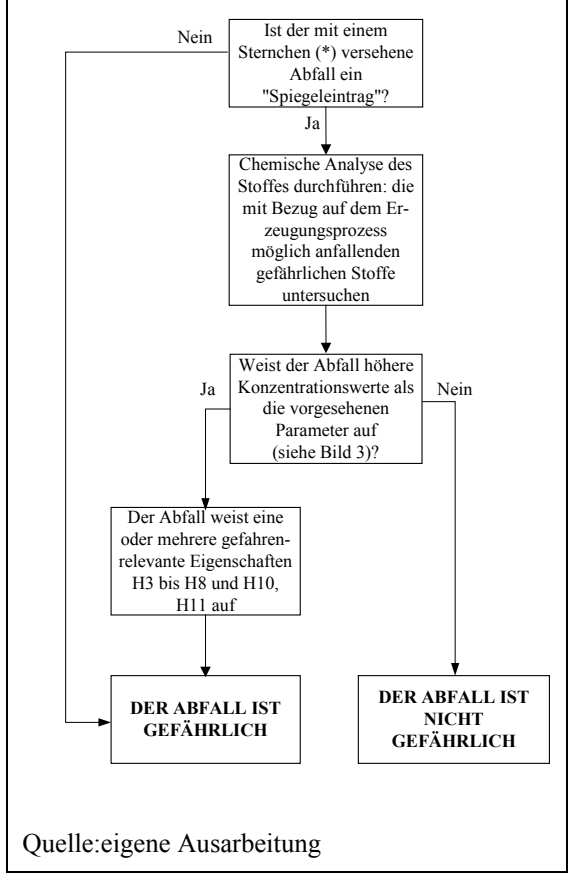 Ist der mit einem
Nein
Sternchen (*) versehene
Abfall ein
"Spiegeleintrag"?
Ja
Chemische Analyse des
Stoffes durchführen: die
mit Bezug auf dem Er-
zeugungsprozess
möglich anfallenden
gefährlichen Stoffe
untersuchen
Weist der Abfall höhere
Konzentrationswerte als
die vorgesehenen
Parameter auf
(siehe Bild 3)?
Ja
Nein
Der Abfall weist eine
oder mehrere gefahren-
relevante Eigenschaften
H3 bis H8 und H10,
H11 auf
DER ABFALL IST
GEFÄHRLICH
DER ABFALL IST
NICHT
GEFÄHRLICH
Quelle:eigene Ausarbeitung